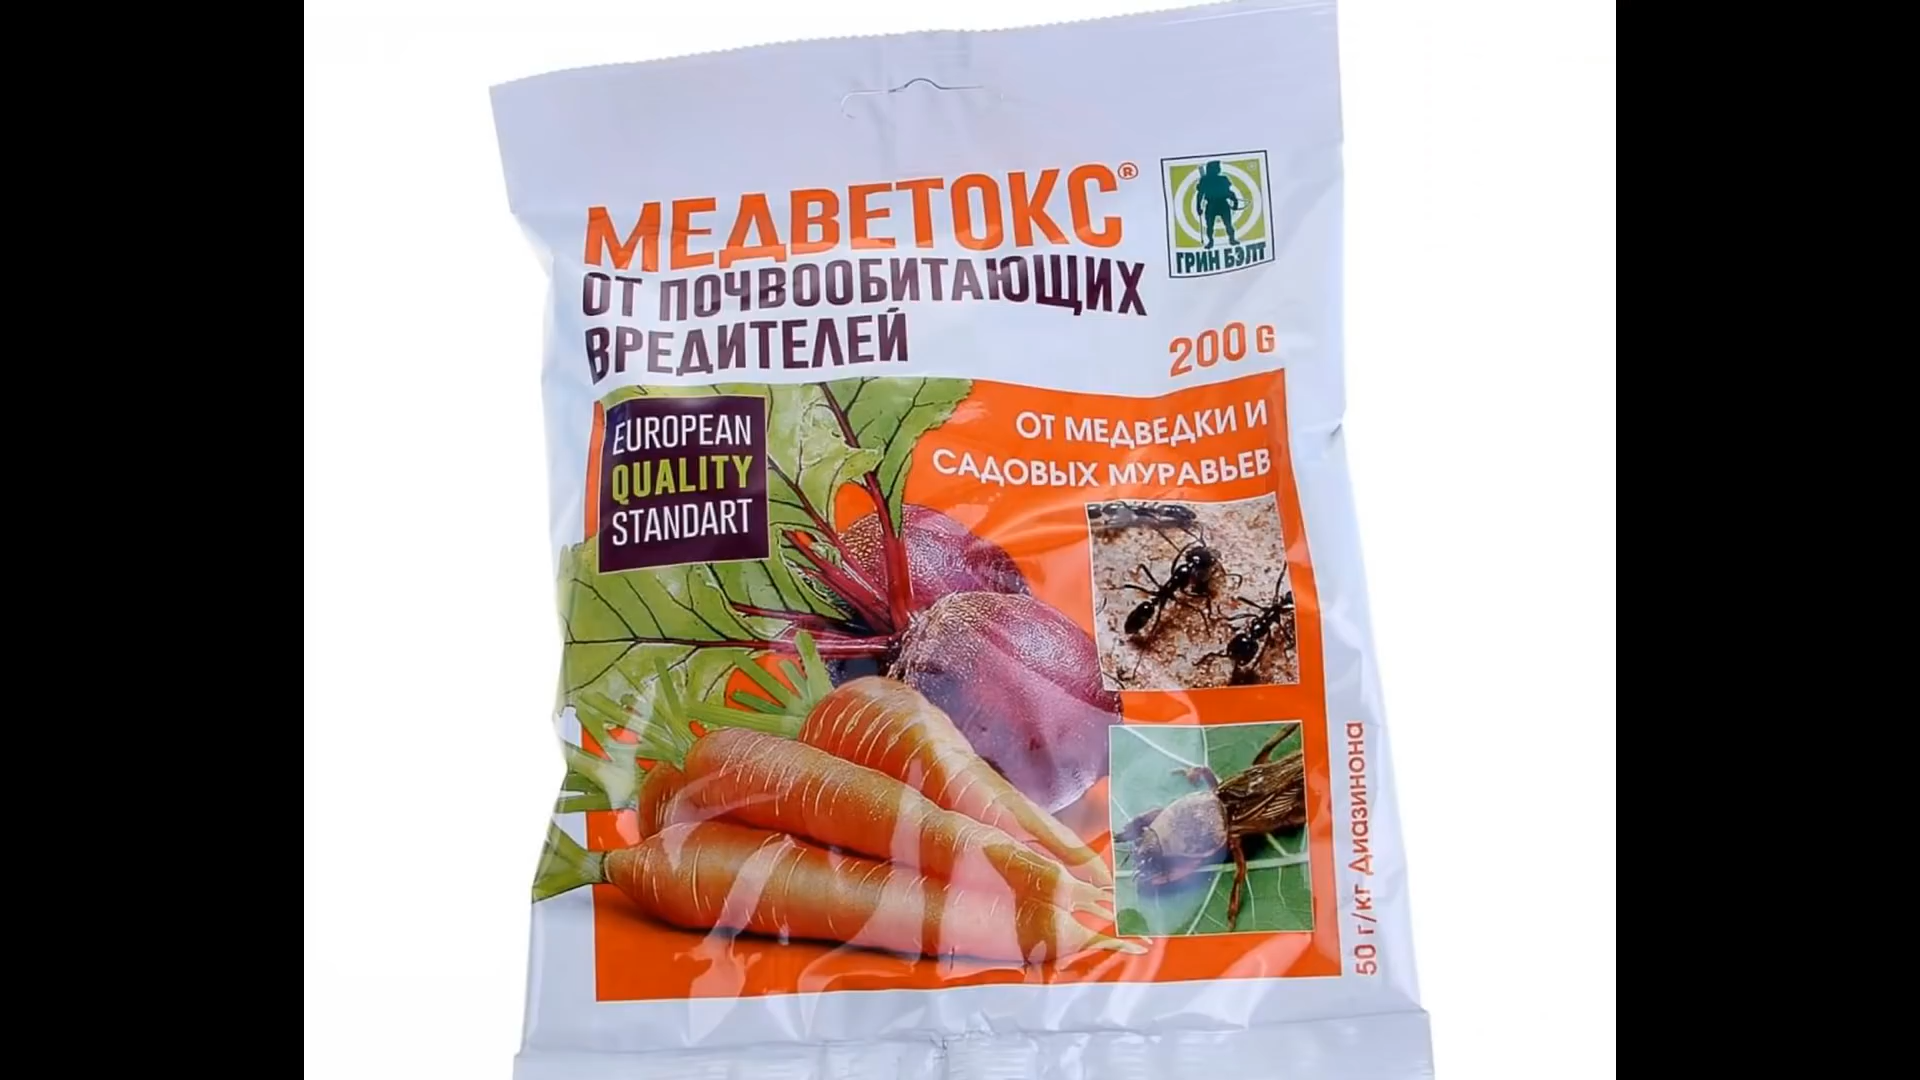 МЕДВЕТОКС®
ОТ ПОЧВООБИТАЮЩИХ
ВРЕДИТЕЛЕЙ
ГРИН БЭЛТ
200 G
EUROPEAN
QUALITY
STANDART
ОТ МЕДВЕДКИ И
САДОВЫХ МУРАВЬЕВ
50 г/кг Диазинона